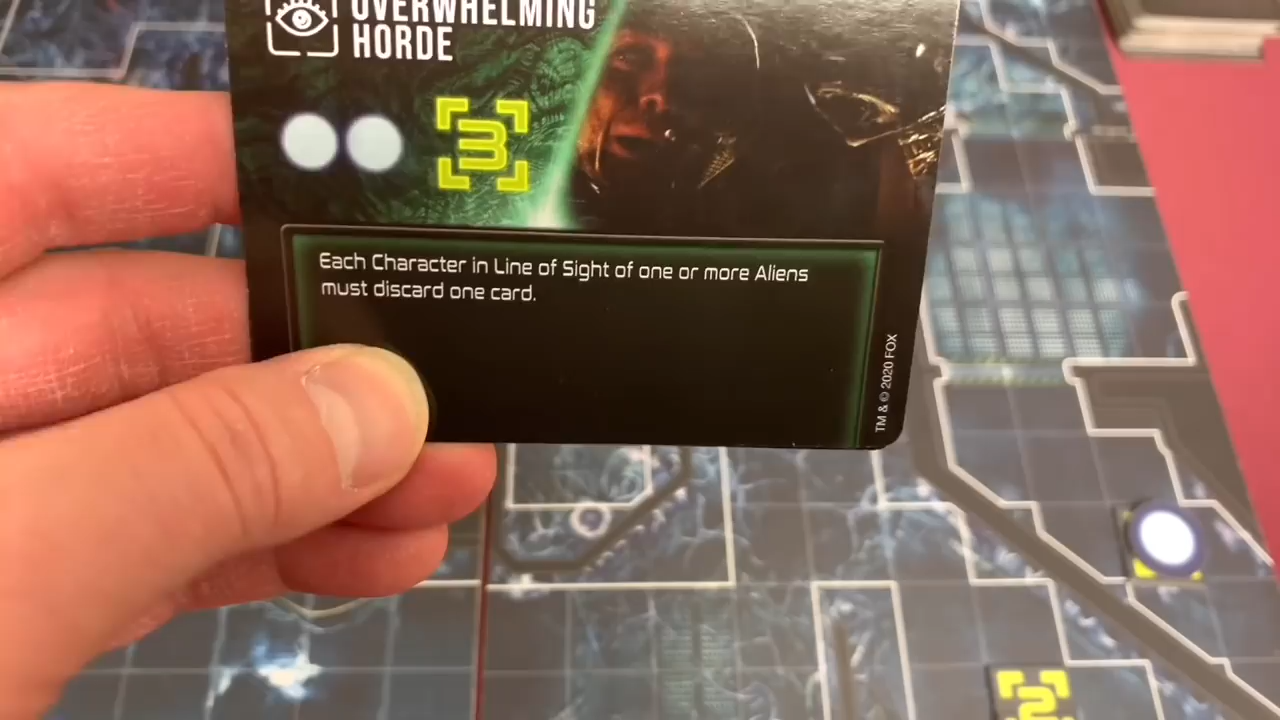 OVERWHELMING
HORDE
3
Each Character in Line of Sight of one or more Aliens
must discard one card.
TM & © 2020 FOX
2